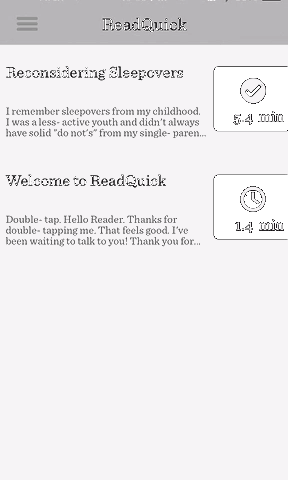 ReadQuick
Reconsidering Sleepovers
I remember sleepovers from my childhood.
I was a less- active youth and didn't always
have solid "do not's" from my single- paren...
5.4 min
Welcome to ReadQuick
Double- tap. Hello Reader. Thanks for
double- tapping me. That feels good. I've
been waiting to talk to you! Thank you for...
1.4 min